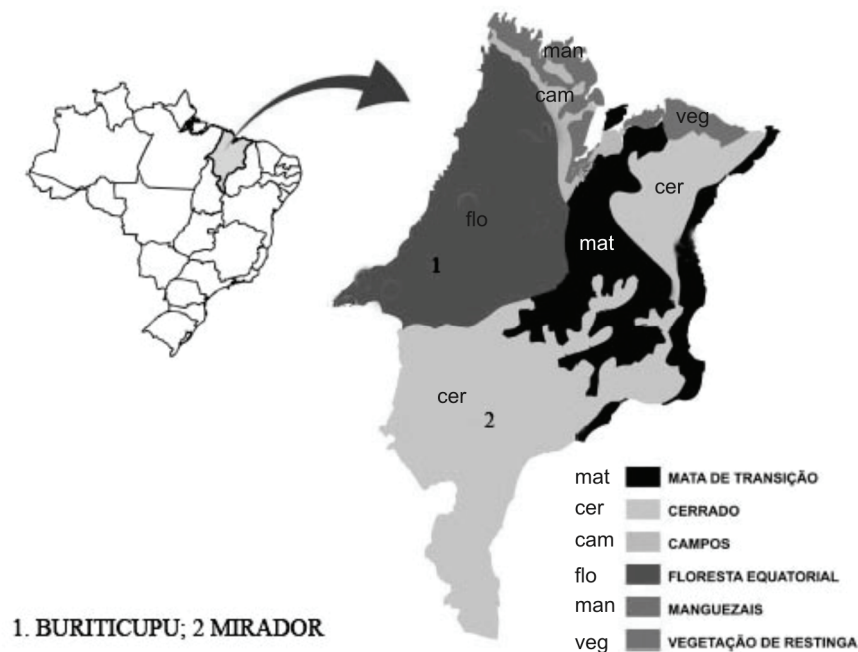 man
cam
veg
cer
flo
mat
1
cer
2
mat MATA DE TRANSIÇÃO
cer CERRADO
cam CAMPOS
flo FLORESTA EQUATORIAL
man MANGUEZAIS
veg VEGETAÇÃO DE RESTINGA
1. BURITICUPU; 2 MIRADOR